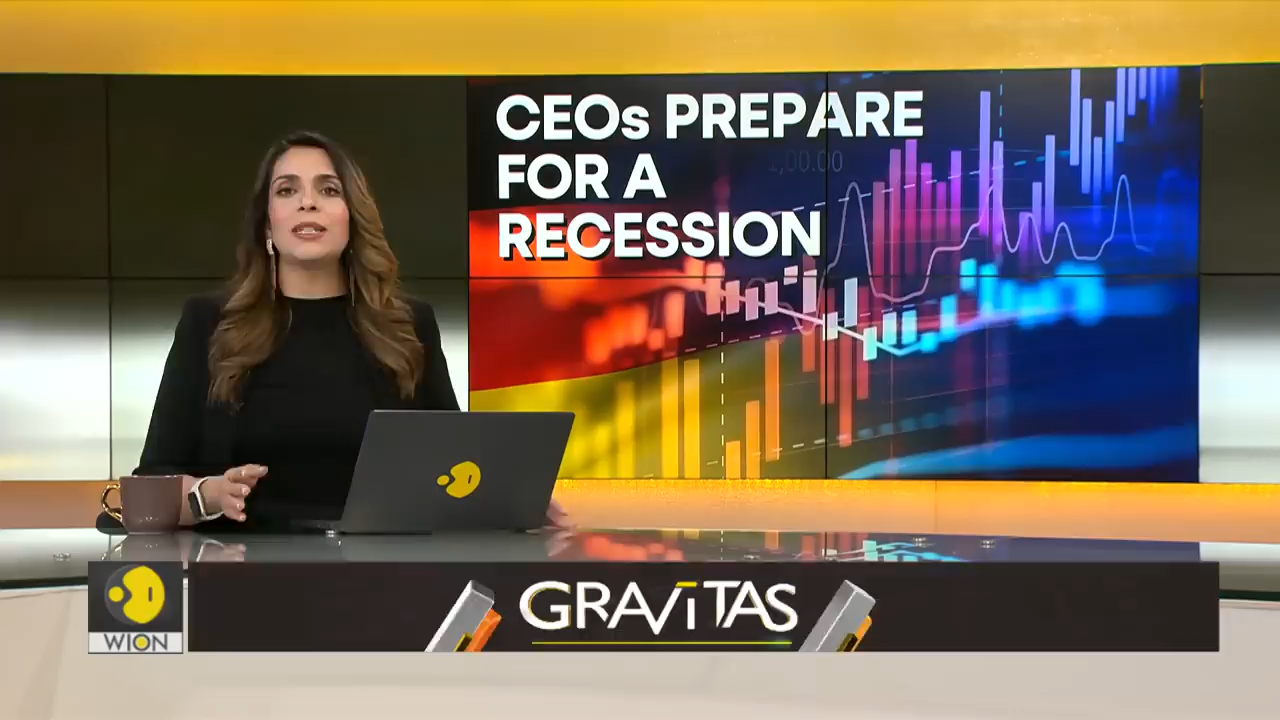 CEOs PREPARE
FOR A
RECESSION
GRAVITAS
WION